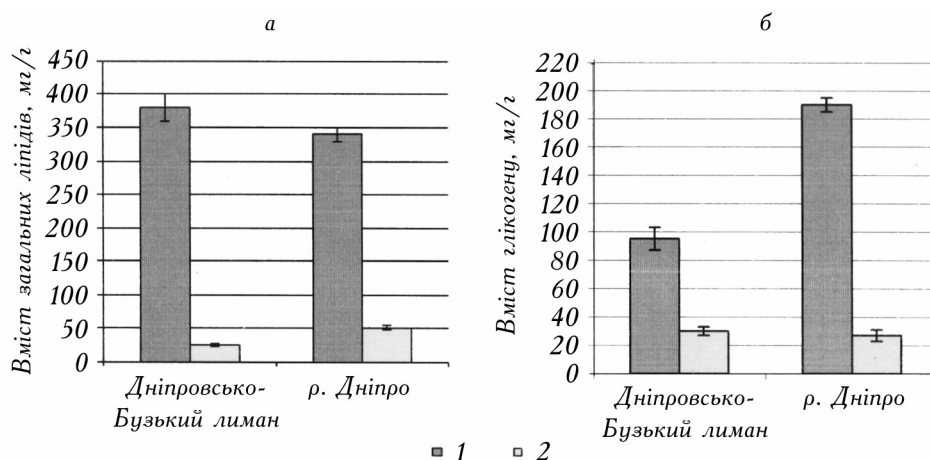 а
Вміст загальних ліпідів, мг/г
450
400
350
300
250
200
150
100
50
0
Дніпровсько-
Бузький лиман
р. Дніпро
б
Вміст глікогену, мг/г
220
200
180
160
140
120
100
80
60
40
20
0
Дніпровсько-
Бузький лиман
р. Дніпро
1 2